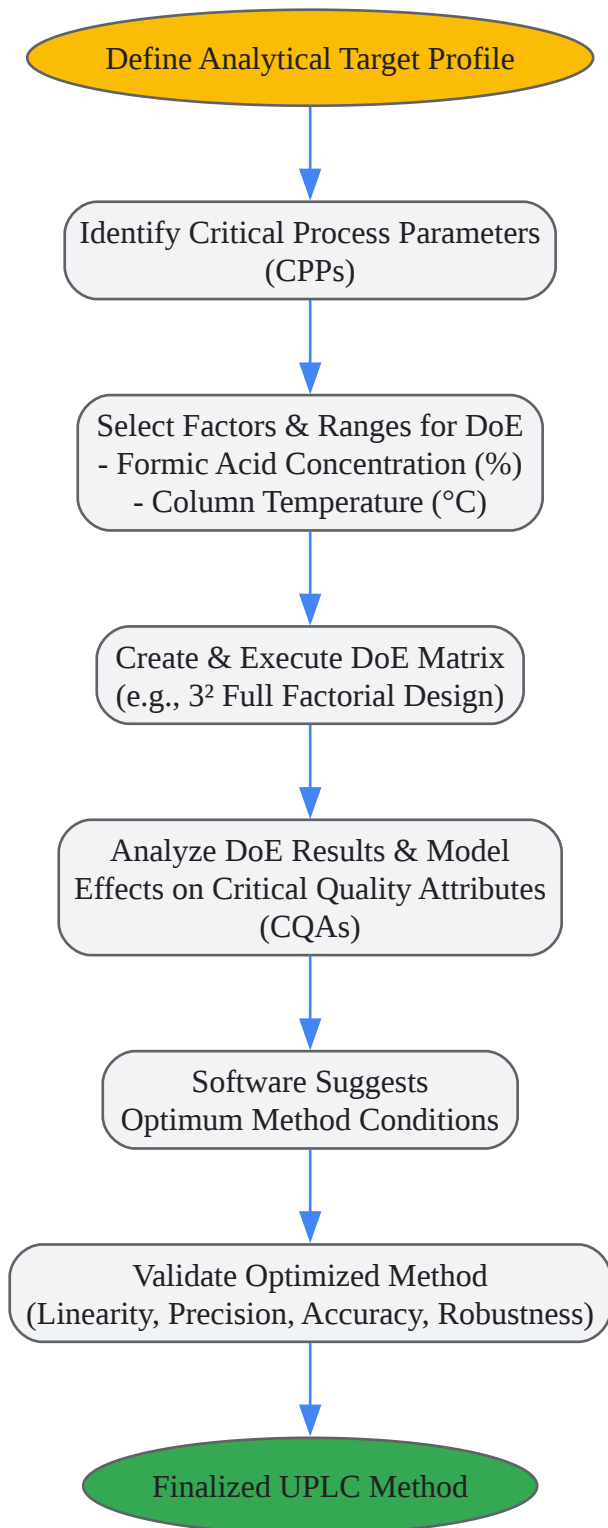 Define Analytical Target Profile
Identify Critical Process Parameters
(CPPs)
Select Factors & Ranges for DoE
- Formic Acid Concentration (%)
- Column Temperature (°C)
Create & Execute DoE Matrix
(e.g., 3² Full Factorial Design)
Analyze DoE Results & Model
Effects on Critical Quality Attributes
(CQAs)
Software Suggests
Optimum Method Conditions
Validate Optimized Method
(Linearity, Precision, Accuracy, Robustness)
Finalized UPLC Method